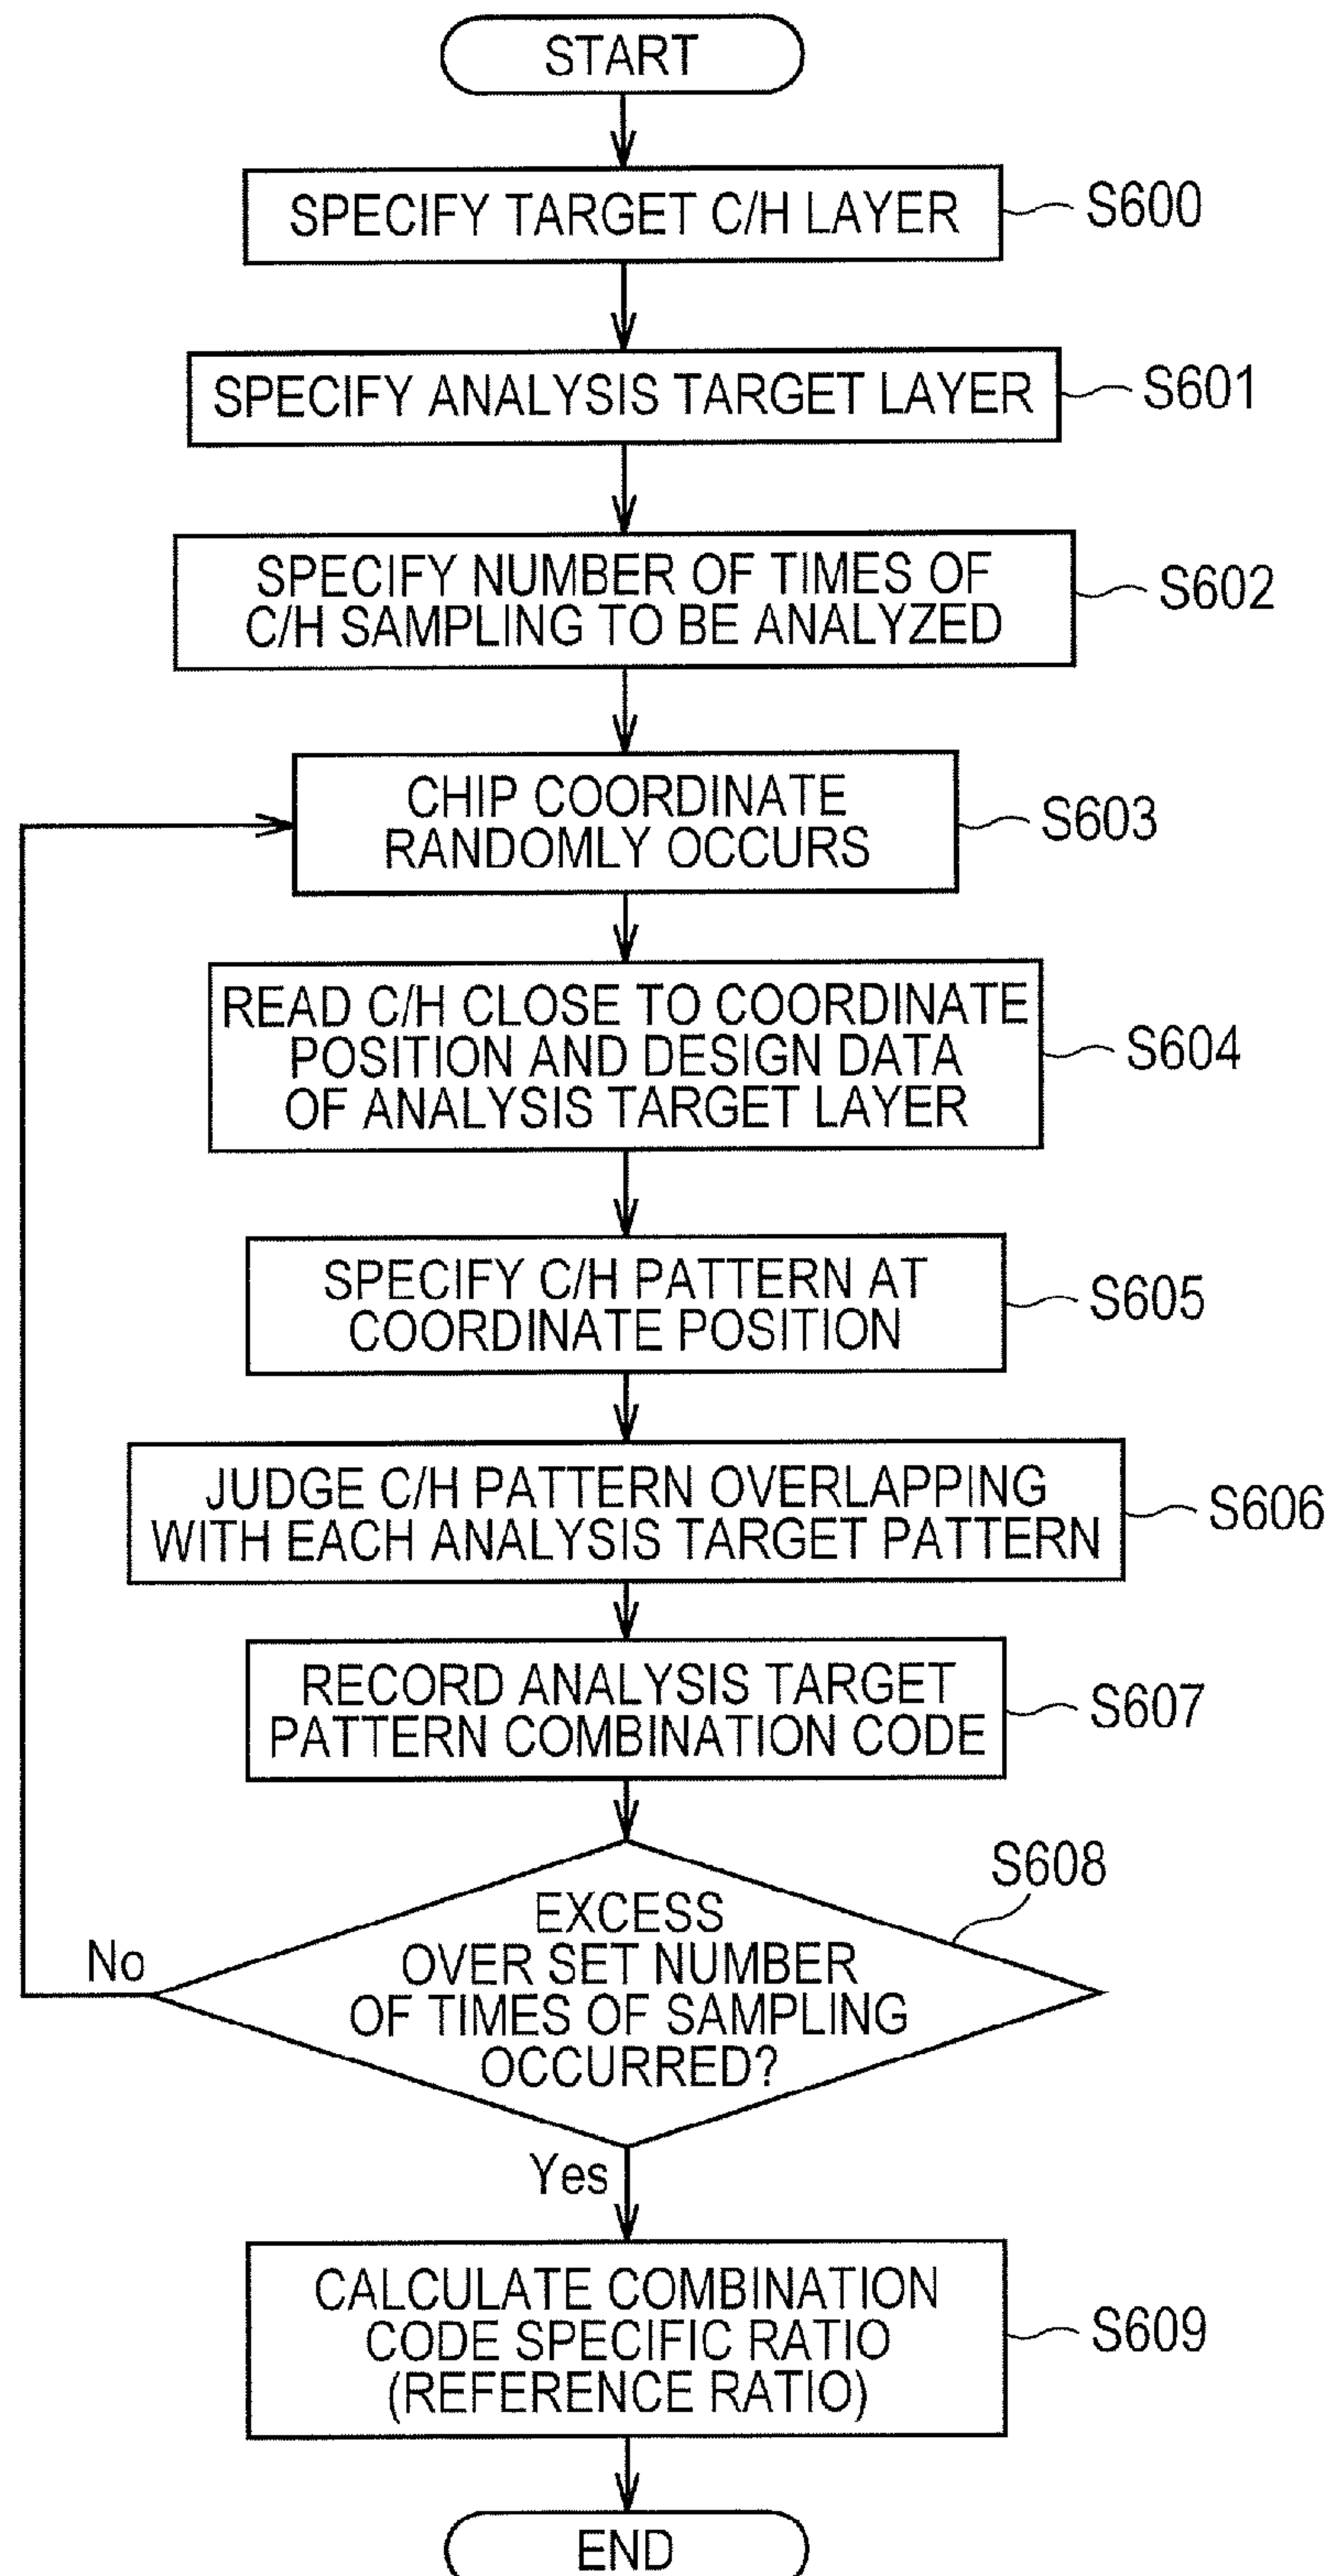 START
SPECIFY TARGET C/H LAYER
S600
SPECIFY ANALYSIS TARGET LAYER
S601
SPECIFY NUMBER OF TIMES OF
C/H SAMPLING TO BE ANALYZED
S602
CHIP COORDINATE
RANDOMLY OCCURS
S603
READ C/H CLOSE TO COORDINATE
POSITION AND DESIGN DATA
OF ANALYSIS TARGET LAYER
S604
SPECIFY C/H PATTERN AT
COORDINATE POSITION
S605
JUDGE C/H PATTERN OVERLAPPING
WITH EACH ANALYSIS TARGET PATTERN
S606
RECORD ANALYSIS TARGET
PATTERN COMBINATION CODE
S607
S608
EXCESS
OVER SET NUMBER
OF TIMES OF SAMPLING
OCCURRED?
No
Yes
CALCULATE COMBINATION
CODE SPECIFIC RATIO
(REFERENCE RATIO)
S609
END